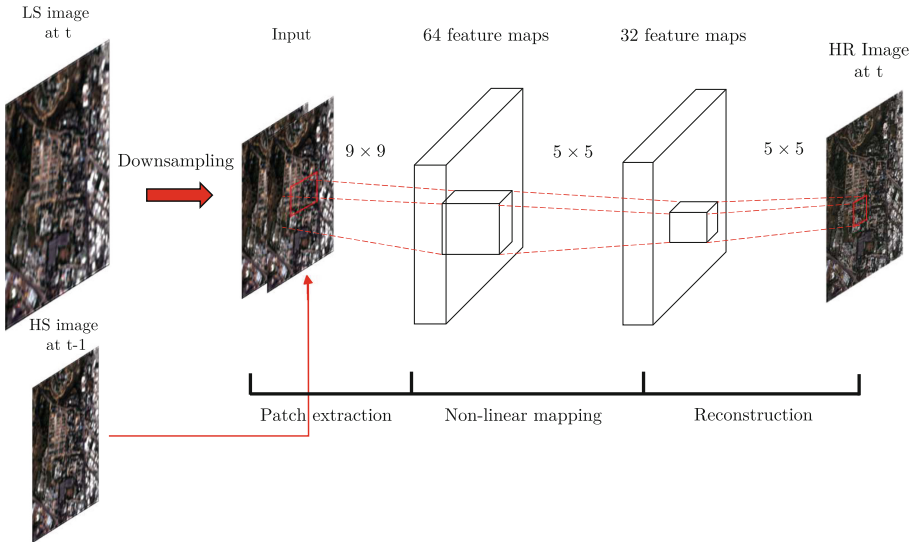 LS image
at t
Input
64 feature maps
32 feature maps
HR Image
at t
9 × 9
5 × 5
5 × 5
Downsampling
HS image
at t-1
Patch extraction
Non-linear mapping
Reconstruction